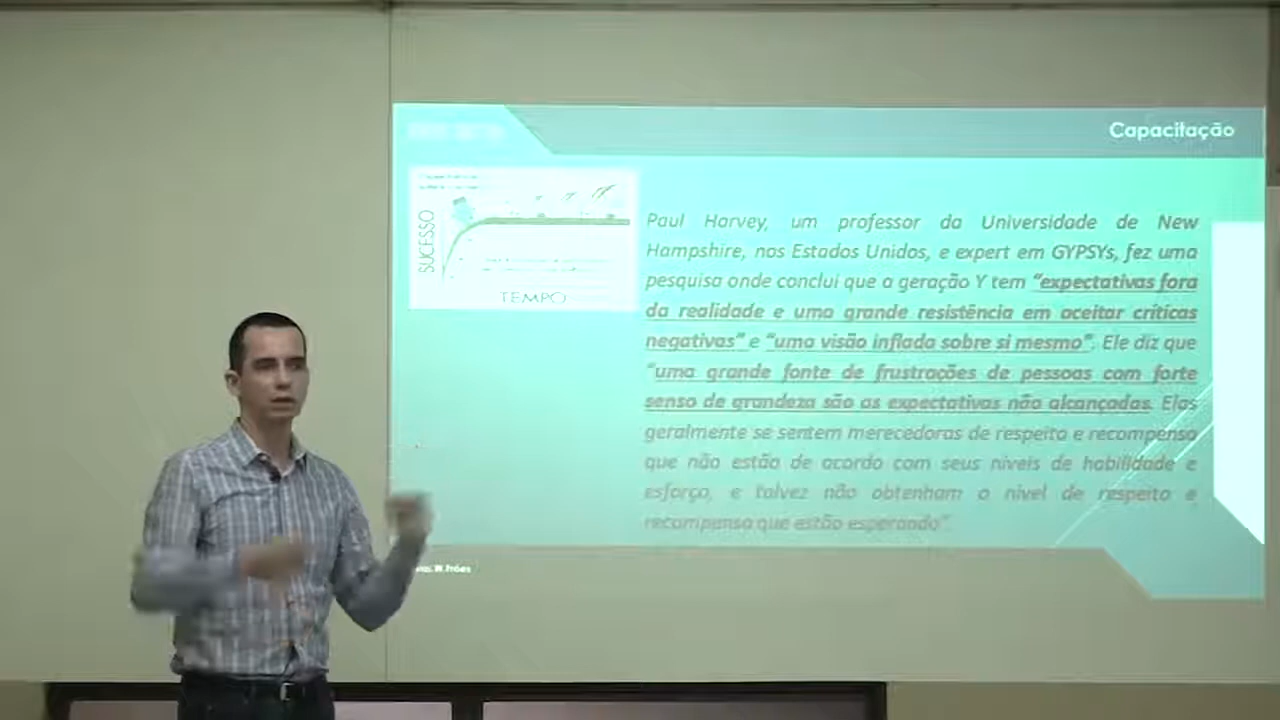 Capacitação
SUCESSO
TEMPO
Paul Harvey, um professor da Universidade de New
Hampshire, nos Estados Unidos, e expert em GYPSYs, fez uma
pesquisa onde conclui que a geração Y tem “expectativas fora
da realidade e uma grande resistência em aceitar críticas
negativas” e “uma visão inflada sobre si mesmo”. Ele diz que
“uma grande fonte de frustrações de pessoas com forte
senso de grandeza são as expectativas não alcançadas. Elas
geralmente se sentem merecedoras de respeito e recompensa
que não estão de acordo com seus níveis de habilidade e
esforço, e talvez não obtenham o nível de respeito e
recompensa que estão esperando”.
Fróes